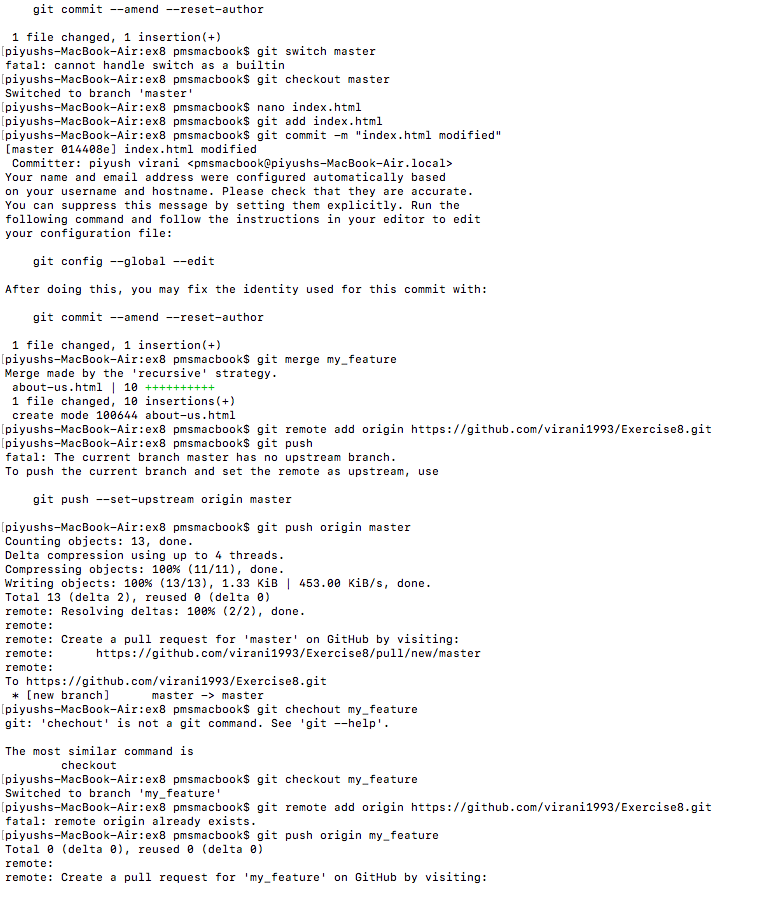 git commit --amend --reset-author
1 file changed, 1 insertion(+)
[piyushs-MacBook-Air:ex8 pmsmacbook$ git switch master
fatal: cannot handle switch as a builtin
[piyushs-MacBook-Air:ex8 pmsmacbook$ git checkout master
Switched to branch 'master'
[piyushs-MacBook-Air:ex8 pmsmacbook$ nano index.html
[piyushs-MacBook-Air:ex8 pmsmacbook$ git add index.html
[piyushs-MacBook-Air:ex8 pmsmacbook$ git commit -m "index.html modified"
[master 014408e] index.html modified
Committer: piyush virani <pmsmacbook@piyushs-MacBook-Air.local>
Your name and email address were configured automatically based
on your username and hostname. Please check that they are accurate.
You can suppress this message by setting them explicitly. Run the
following command and follow the instructions in your editor to edit
your configuration file:
git config --global --edit
After doing this, you may fix the identity used for this commit with:
git commit --amend --reset-author
1 file changed, 1 insertion(+)
[piyushs-MacBook-Air:ex8 pmsmacbook$ git merge my_feature
Merge made by the 'recursive' strategy.
about-us.html | 10 ++++++++++
1 file changed, 10 insertions(+)
create mode 100644 about-us.html
[piyushs-MacBook-Air:ex8 pmsmacbook$ git remote add origin https://github.com/virani1993/Exercise8.git
[piyushs-MacBook-Air:ex8 pmsmacbook$ git push
fatal: The current branch master has no upstream branch.
To push the current branch and set the remote as upstream, use
git push --set-upstream origin master
[piyushs-MacBook-Air:ex8 pmsmacbook$ git push origin master
Counting objects: 13, done.
Delta compression using up to 4 threads.
Compressing objects: 100% (11/11), done.
Writing objects: 100% (13/13), 1.33 KiB | 453.00 KiB/s, done.
Total 13 (delta 2), reused 0 (delta 0)
remote: Resolving deltas: 100% (2/2), done.
remote:
remote: Create a pull request for 'master' on GitHub by visiting:
remote:      https://github.com/virani1993/Exercise8/pull/new/master
remote:
To https://github.com/virani1993/Exercise8.git
* [new branch]      master -> master
[piyushs-MacBook-Air:ex8 pmsmacbook$ git chechout my_feature
git: 'chechout' is not a git command. See 'git --help'.
The most similar command is
checkout
[piyushs-MacBook-Air:ex8 pmsmacbook$ git checkout my_feature
Switched to branch 'my_feature'
[piyushs-MacBook-Air:ex8 pmsmacbook$ git remote add origin https://github.com/virani1993/Exercise8.git
fatal: remote origin already exists.
[piyushs-MacBook-Air:ex8 pmsmacbook$ git push origin my_feature
Total 0 (delta 0), reused 0 (delta 0)
remote:
remote: Create a pull request for 'my_feature' on GitHub by visiting: